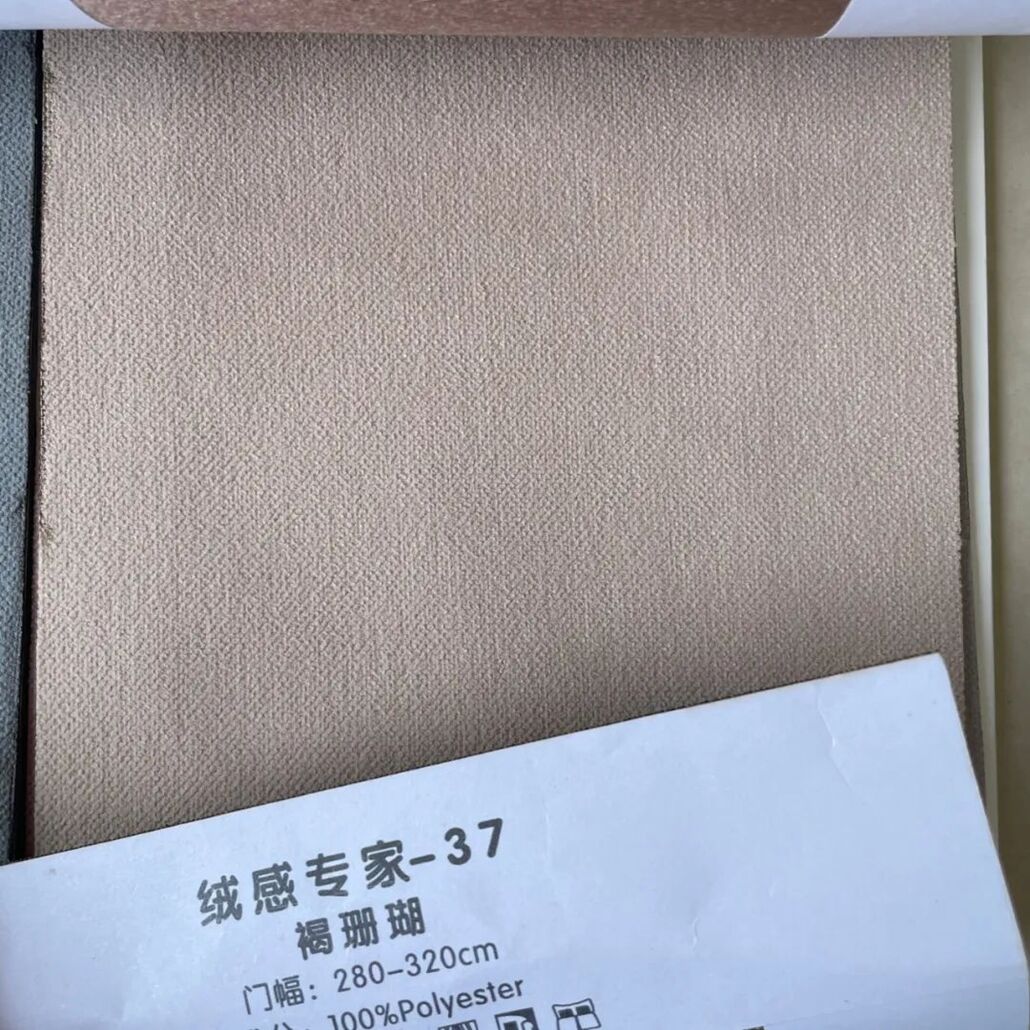 绒感专家-37
褐珊瑚
门幅：280-320cm
100%Polyester